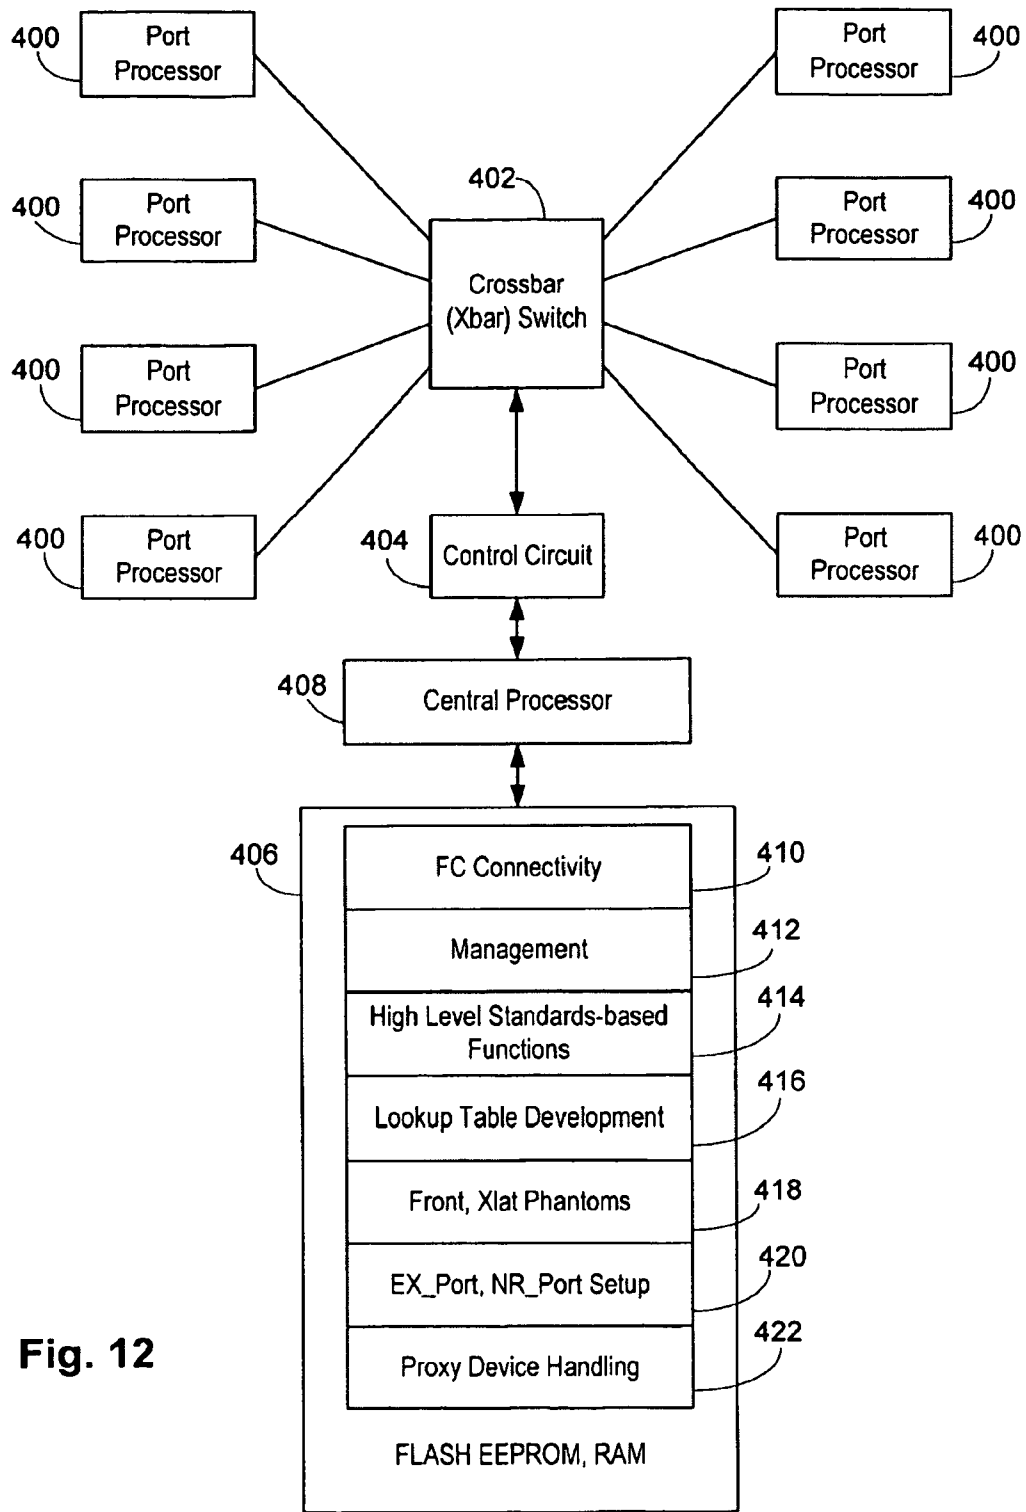 400
Port
Processor
Port
Processor
400
402
400
Port
Processor
Port
Processor
400
Crossbar
(Xbar) Switch
400
Port
Processor
Port
Processor
400
400
Port
Processor
404
Control Circuit
Port
Processor
400
408
Central Processor
406
FC Connectivity
410
Management
412
High Level Standards-based
Functions
414
Lookup Table Development
416
Front, Xlat Phantoms
418
EX_Port, NR_Port Setup
420
Proxy Device Handling
422
FLASH EEPROM, RAM
Fig. 12